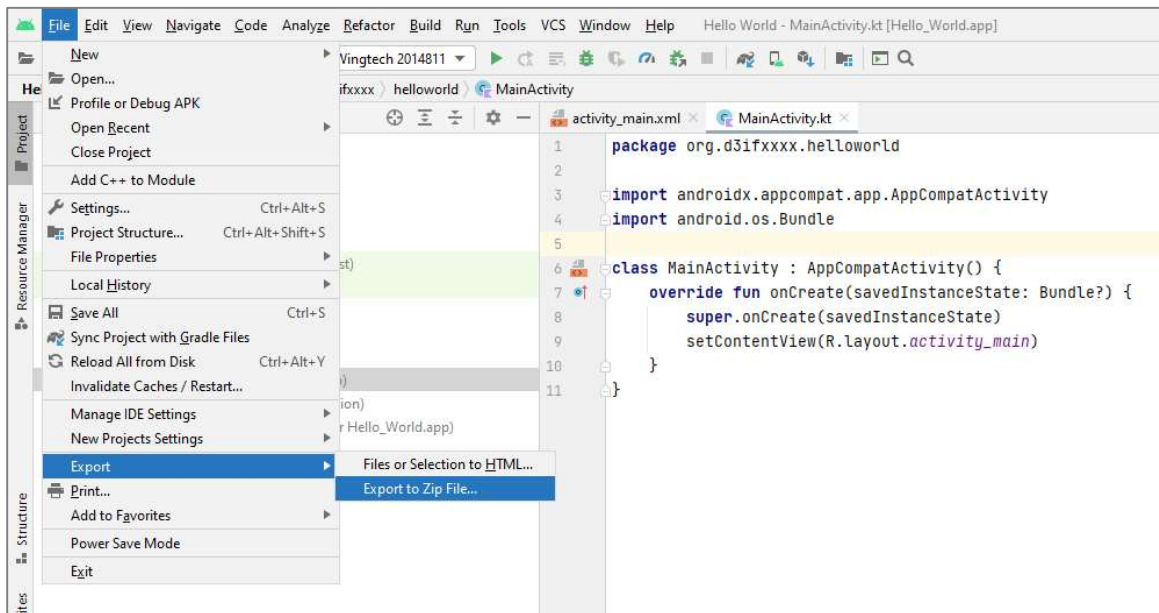 File Edit View Navigate Code Analyze Refactor Build Run Tools VCS Window Help Hello World - MainActivity.kt [Hello_World.app]
New
Open...
Profile or Debug APK
Open Recent
Close Project
Add C++ to Module
Settings... Ctrl+Alt+S
Project Structure... Ctrl+Alt+Shift+S
File Properties
Local History
Save All Ctrl+S
Sync Project with Gradle Files
Reload All from Disk Ctrl+Alt+Y
Invalidate Caches / Restart...
Manage IDE Settings
New Projects Settings
Export
Print...
Add to Favorites
Power Save Mode
Exit
Files or Selection to HTML...
Export to Zip File...
Wingtech 2014811
He
ifxxxx helloworld MainActivity
Project
Resource Manager
Structure
ites
st)
)
ion)
r Hello_World.app)
activity_main.xml MainActivity.kt
1 package org.d3ifxxxx.helloworld
2
3 import androidx.appcompat.app.AppCompatActivity
4 import android.os.Bundle
5
6 class MainActivity : AppCompatActivity() {
7 override fun onCreate(savedInstanceState: Bundle?) {
8 super.onCreate(savedInstanceState)
9 setContentView(R.layout.activity_main)
10 }
11 }